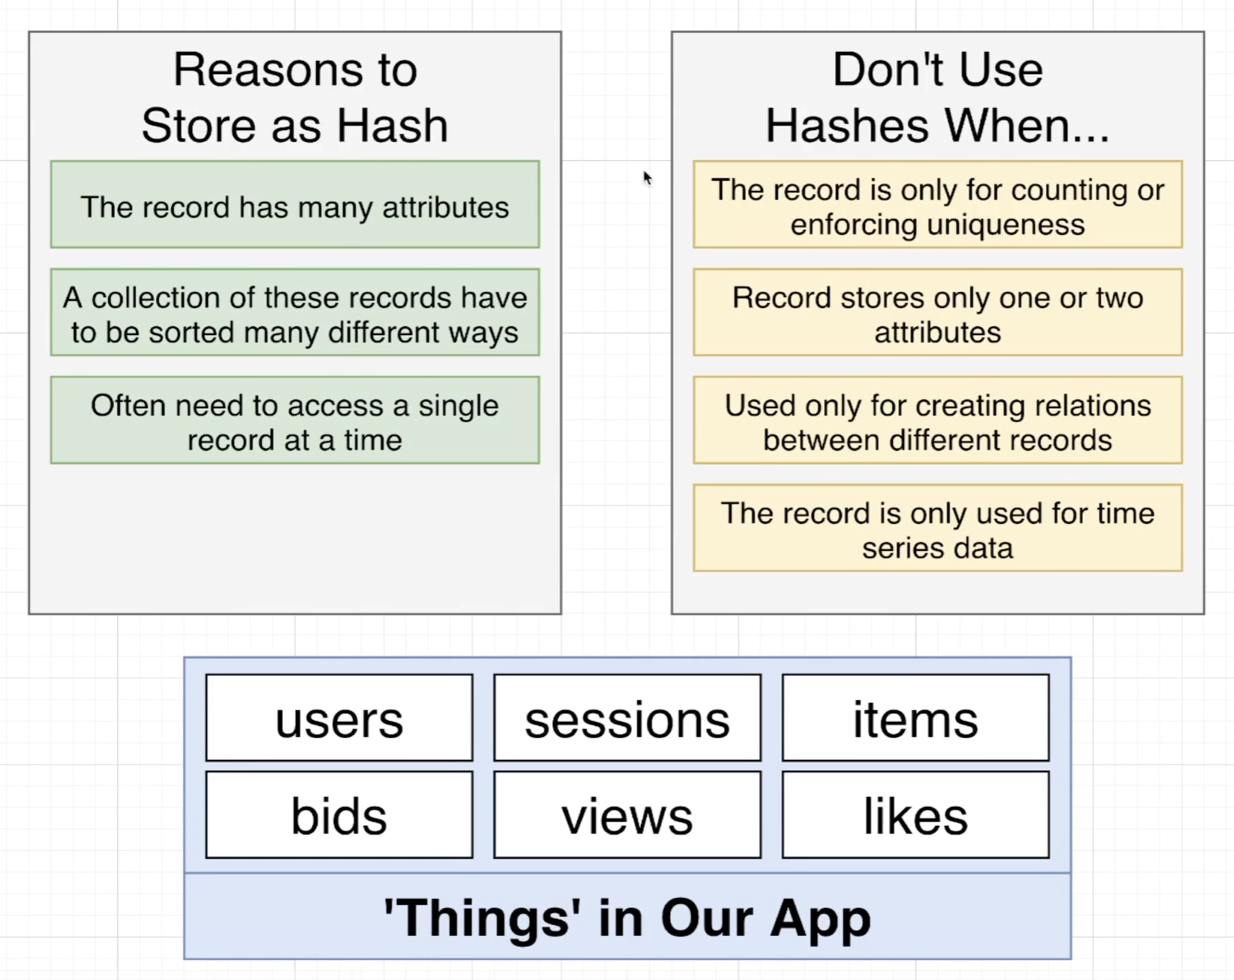 Reasons to
Store as Hash
The record has many attributes
A collection of these records have
to be sorted many different ways
Often need to access a single
record at a time
Don't Use
Hashes When...
The record is only for counting or
enforcing uniqueness
Record stores only one or two
attributes
Used only for creating relations
between different records
The record is only used for time
series data
users
sessions
items
bids
views
likes
'Things' in Our App